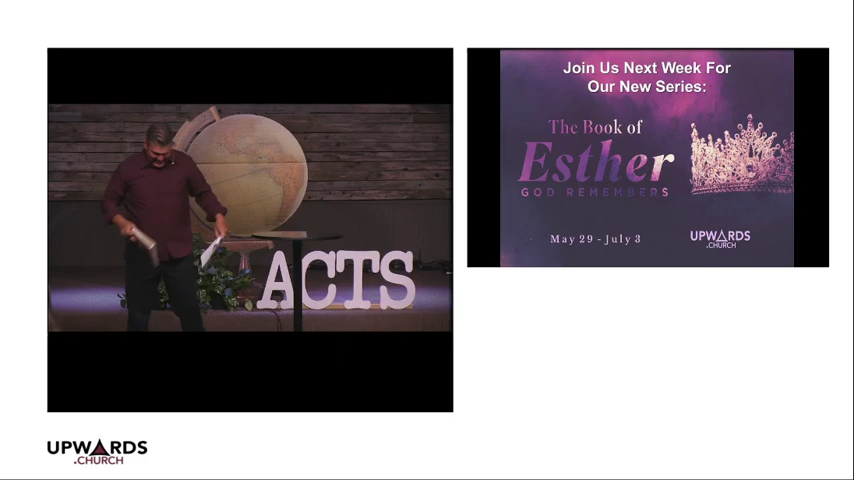 ACTS
Join Us Next Week For
Our New Series:
The Book of
Esther
GOD REMEMBERS
May 29 - July 3
UPWARDS
.CHURCH
UPWARDS
.CHURCH